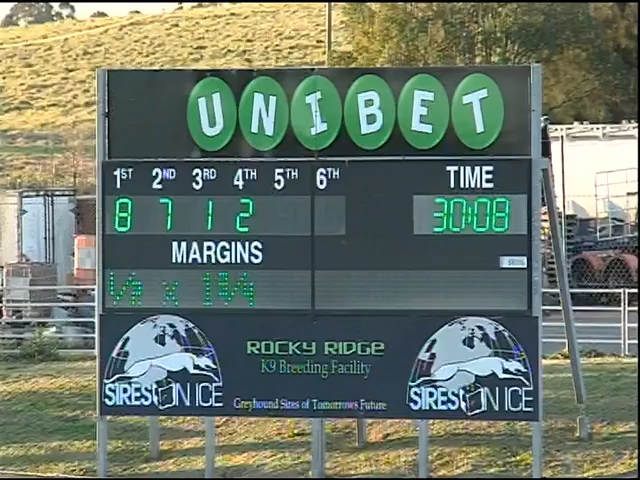 UNIBET
1ST 2ND 3RD 4TH 5TH 6TH TIME
8 7 1 2 30:08
MARGINS
ROCKY RIDGE
K9 Breeding Facility
SIRES ON ICE
SIRES ON ICE
Greyhound Sires of Tomorrows Future